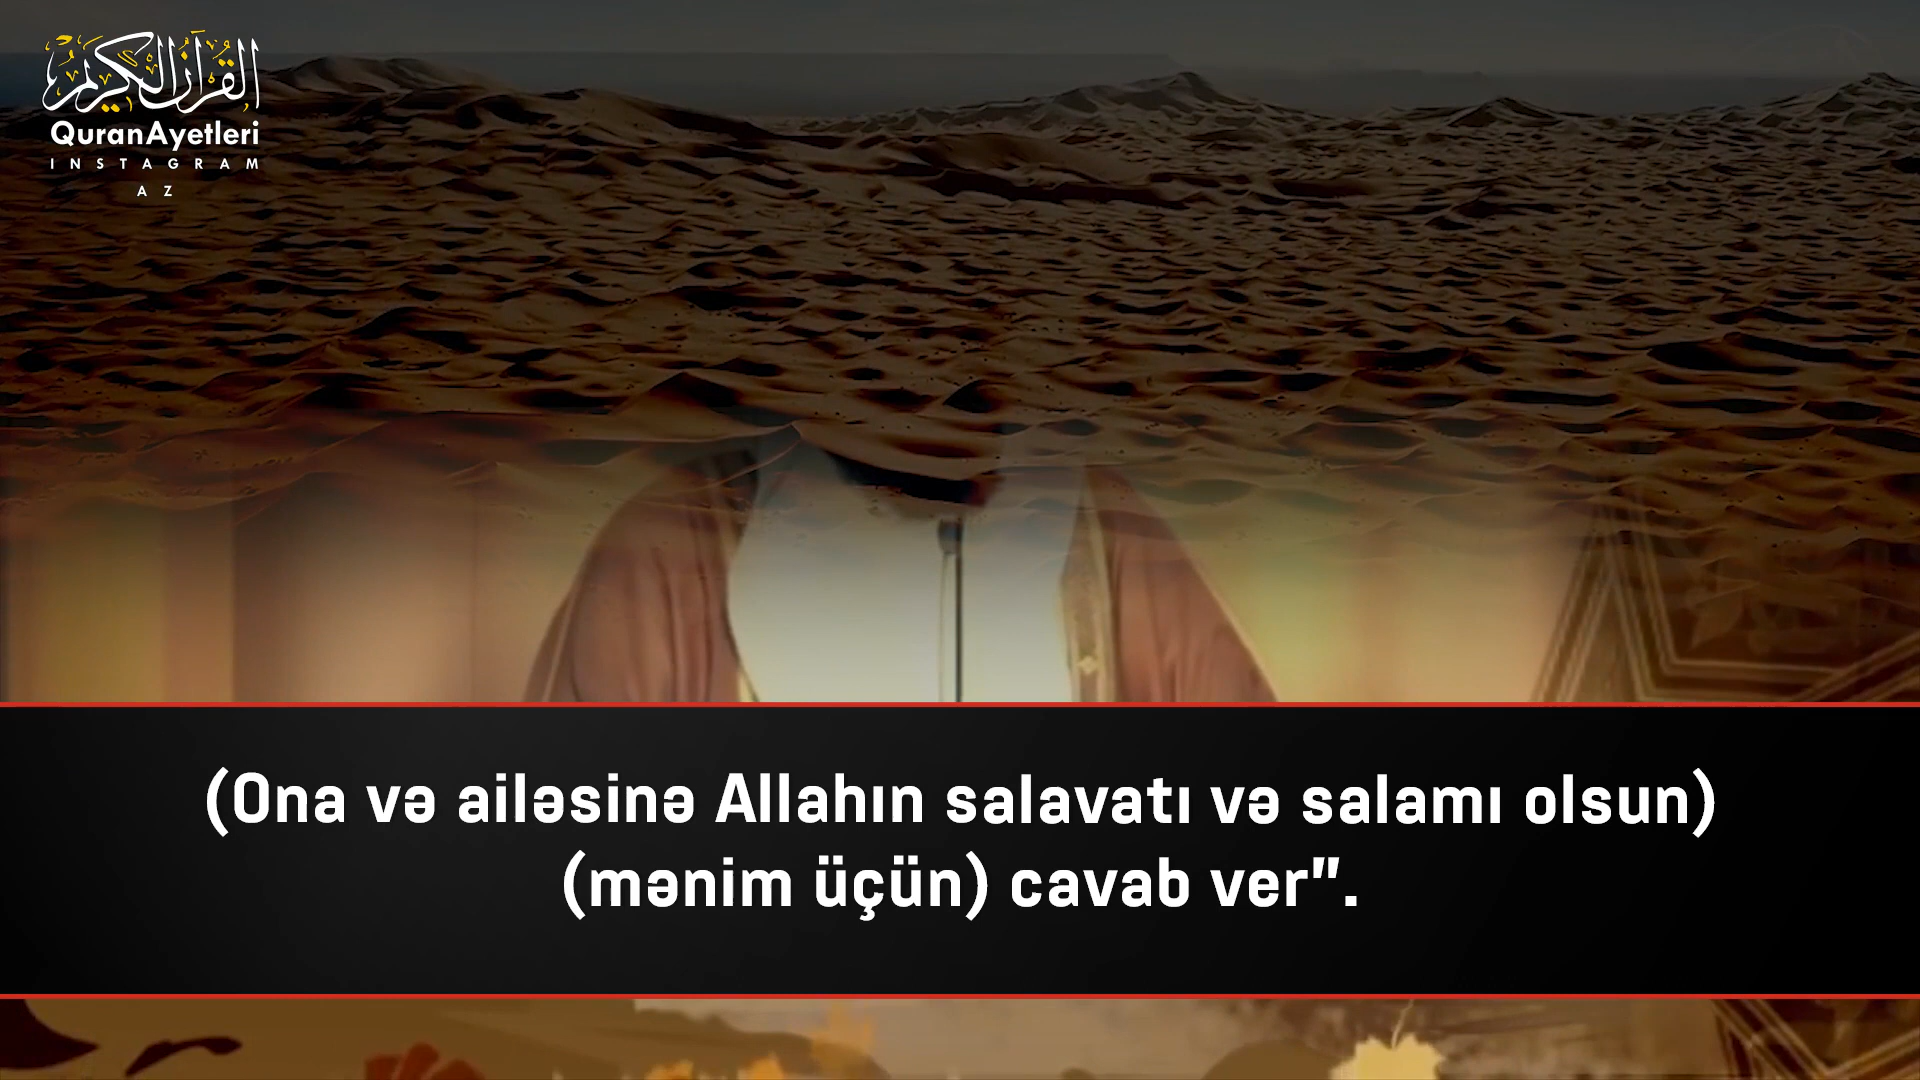 القرآن الكريم
QuranAyetleri
INSTAGRAM
AZ
(Ona və ailəsinə Allahın salavatı və salamı olsun)
(mənim üçün) cavab ver”.